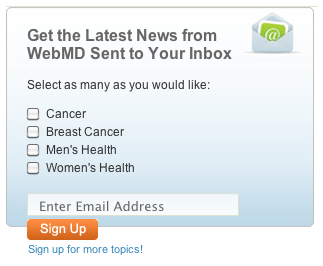 Get the Latest News from
WebMD Sent to Your Inbox
@
Select as many as you would like:
Cancer
Breast Cancer
Men's Health
Women's Health
Enter Email Address
Sign Up
Sign up for more topics!